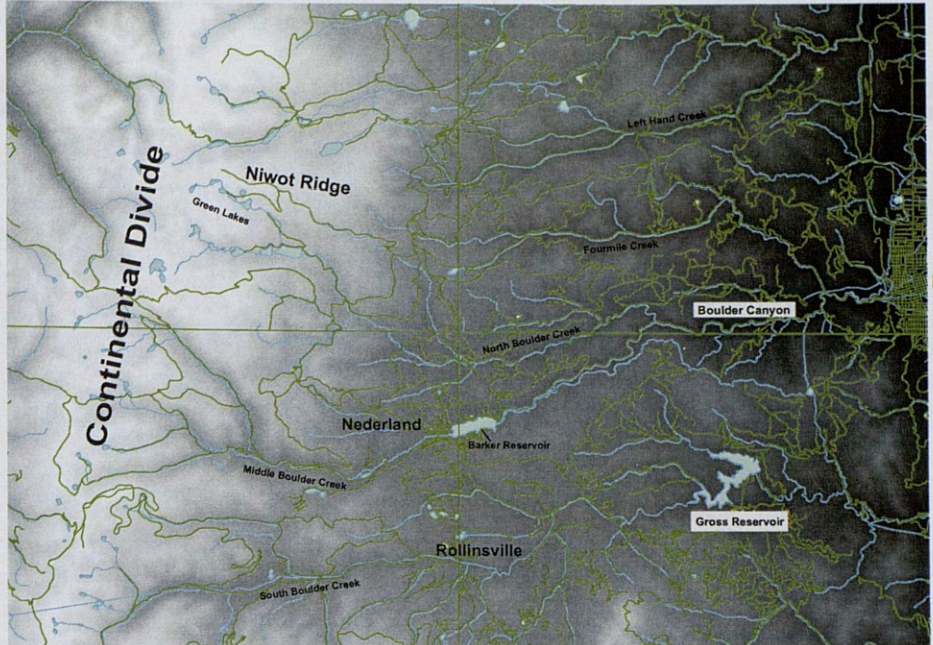 Left Hand Creek
Niwot Ridge
Green Lakes
Continental Divide
Fourmile Creek
Boulder Canyon
North Boulder Creek
Nederland
Barker Reservoir
Middle Boulder Creek
Gross Reservoir
Rollinsville
South Boulder Creek